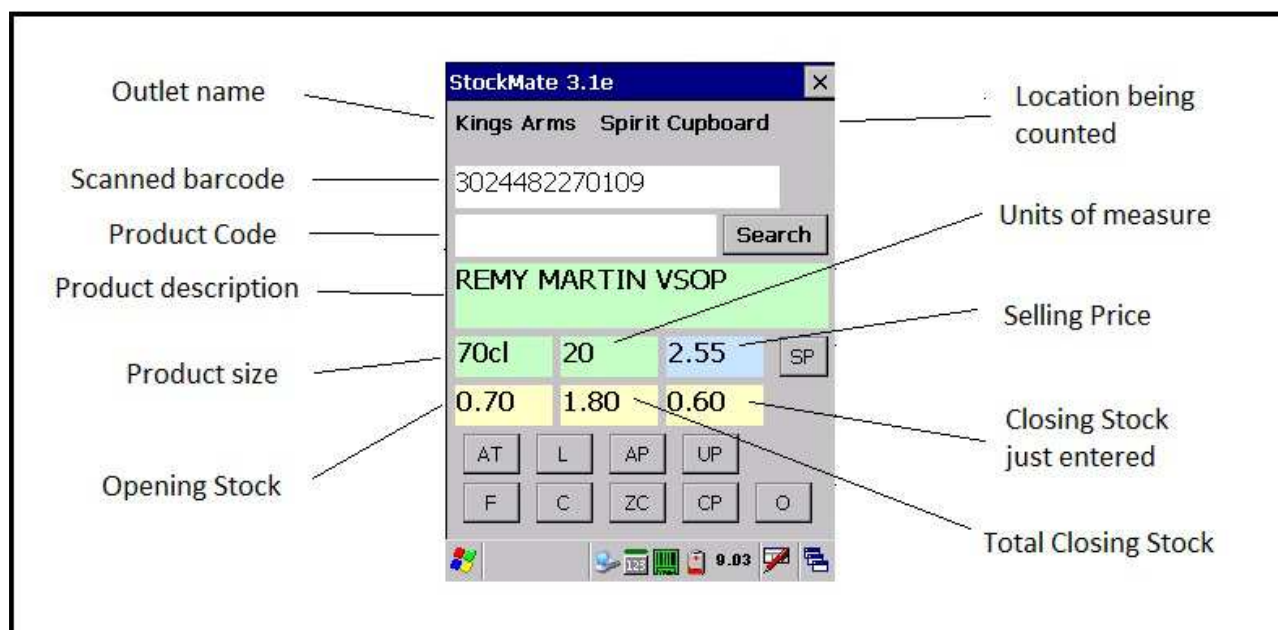 StockMate 3.1e
Outlet name
Kings Arms Spirit Cupboard
Location being
counted
Scanned barcode
3024482270109
Product Code
Search
Units of measure
Product description
REMY MARTIN VSOP
Product size
70cl 20 2.55 SP
Selling Price
Opening Stock
0.70 1.80 0.60
Closing Stock
just entered
AT L AP UP
F C ZC CP O
Total Closing Stock
123 9.03